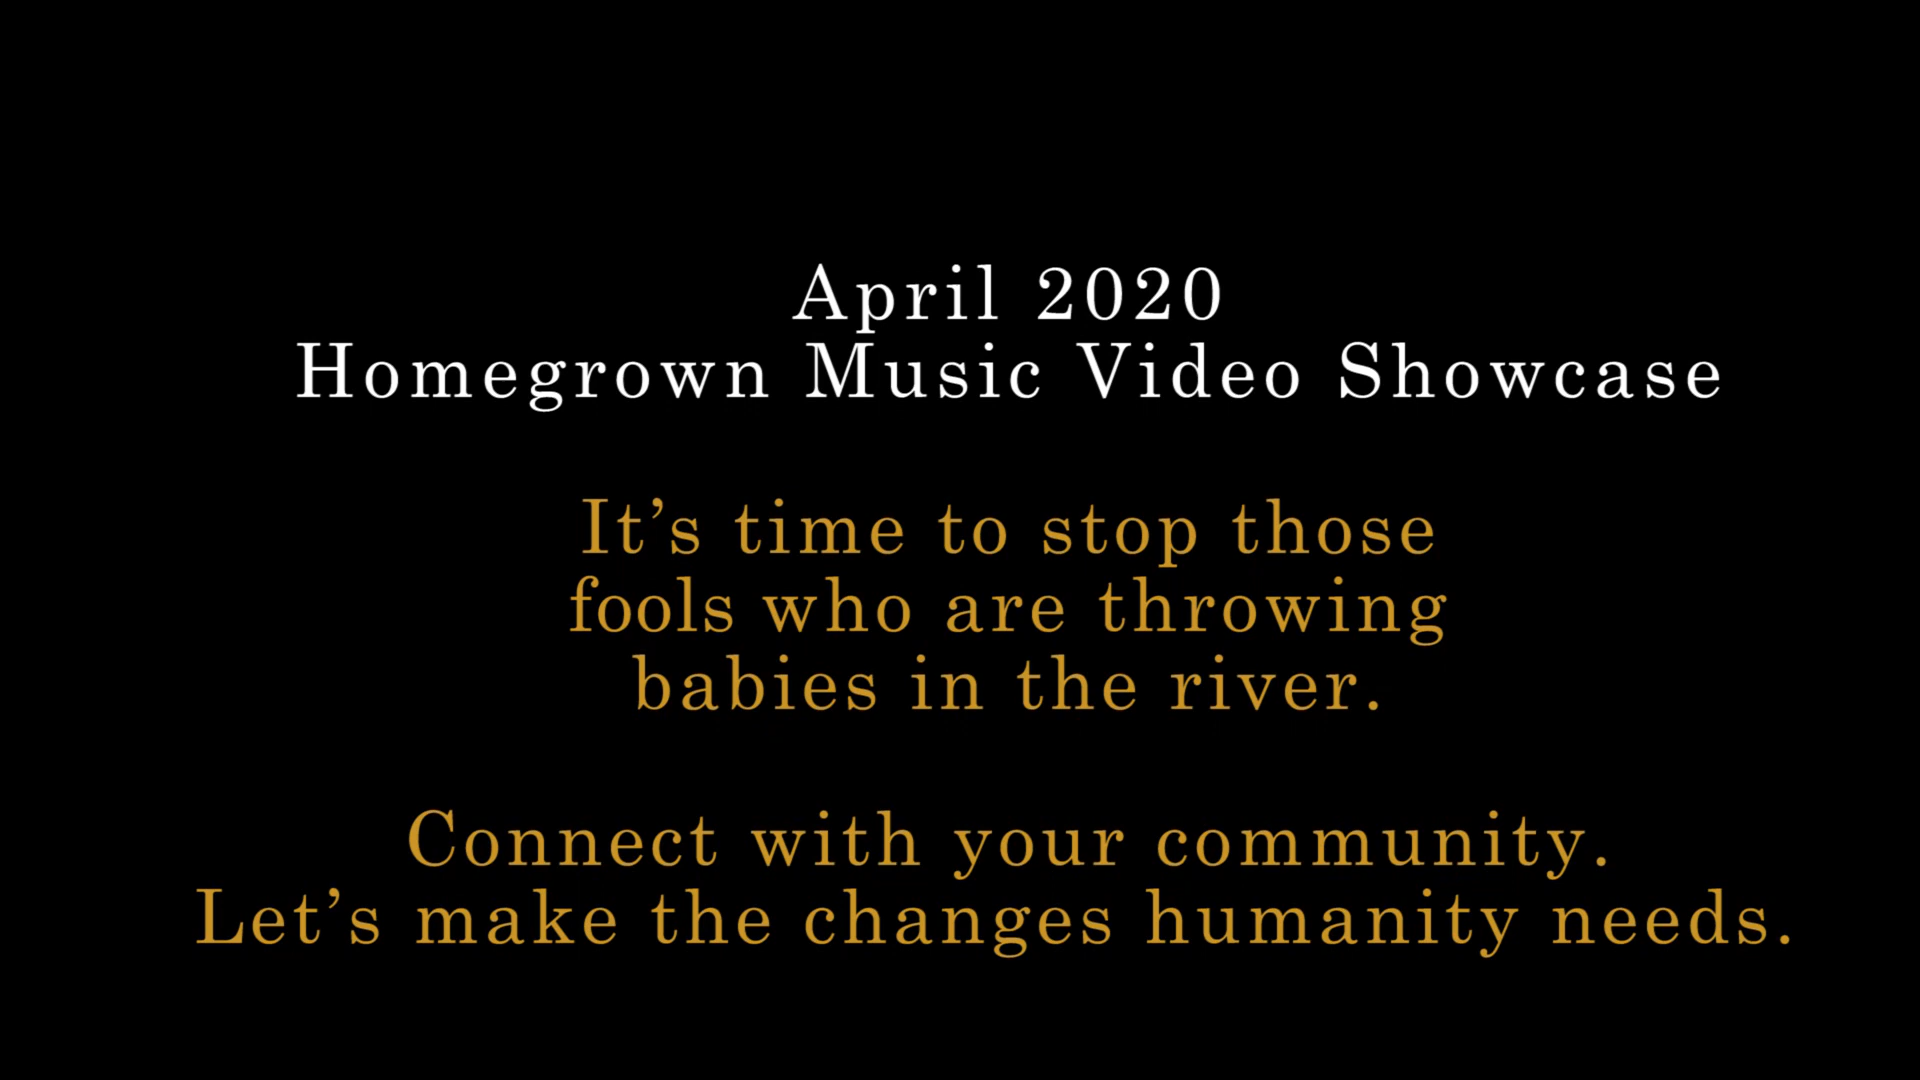 April 2020
Homegrown Music Video Showcase
It’s time to stop those
fools who are throwing
babies in the river.
Connect with your community.
Let’s make the changes humanity needs.